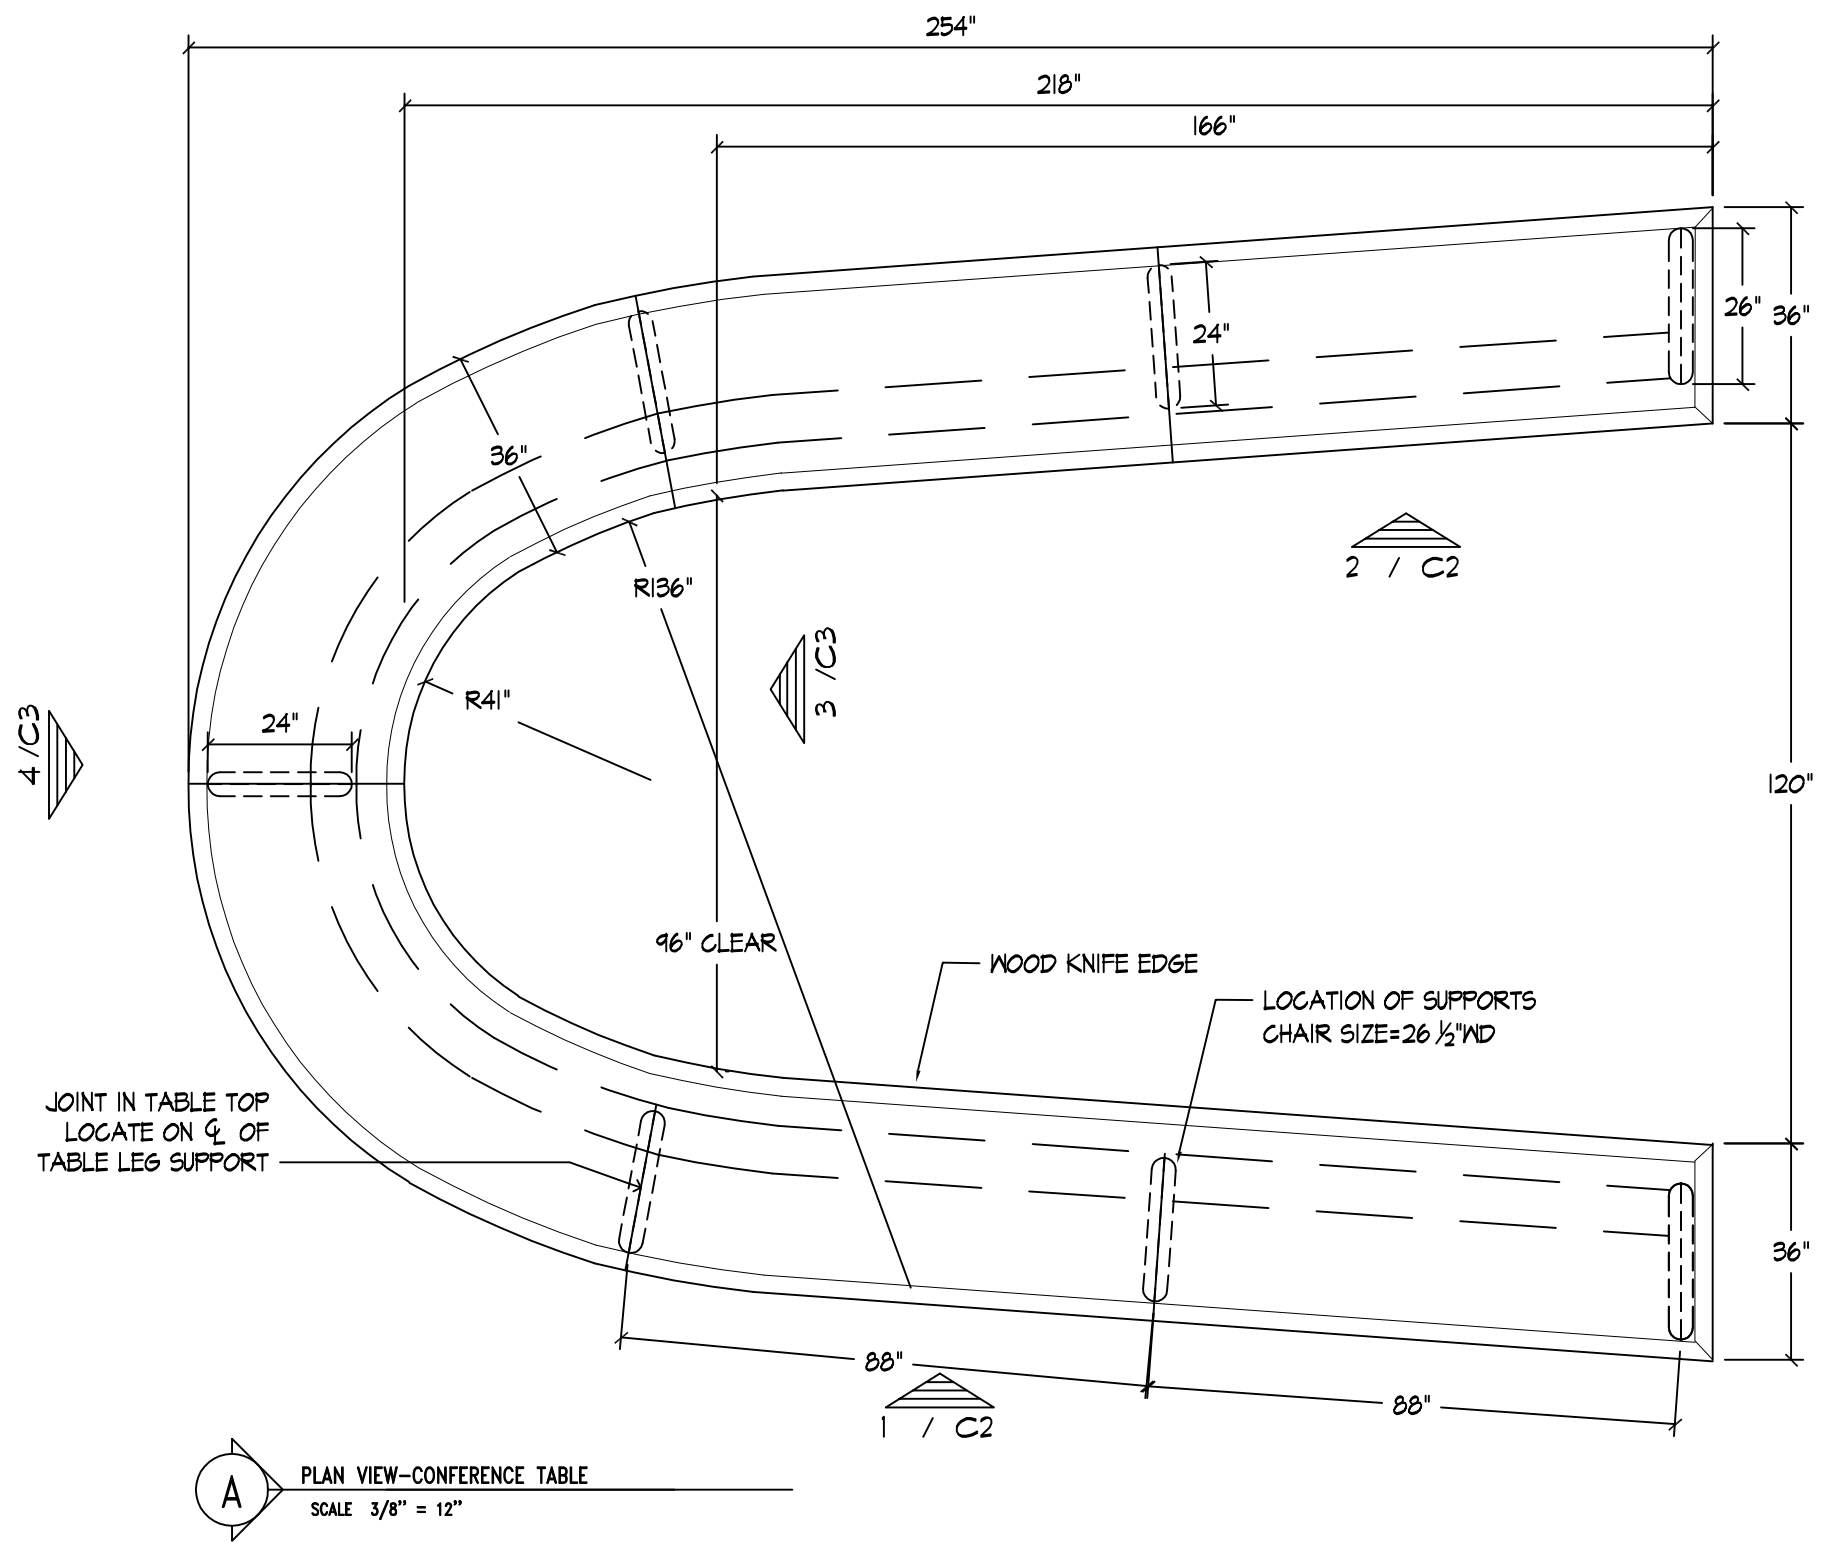 254"
218"
166"
26"
36"
24"
36"
R136"
2 / C2
3 /C3
R41"
4 /C3
24"
120"
96" CLEAR
WOOD KNIFE EDGE
LOCATION OF SUPPORTS
CHAIR SIZE=26 ½"WD
JOINT IN TABLE TOP
LOCATE ON ℄ OF
TABLE LEG SUPPORT
36"
88"
88"
1 / C2
A
PLAN VIEW-CONFERENCE TABLE
SCALE 3/8" = 12"